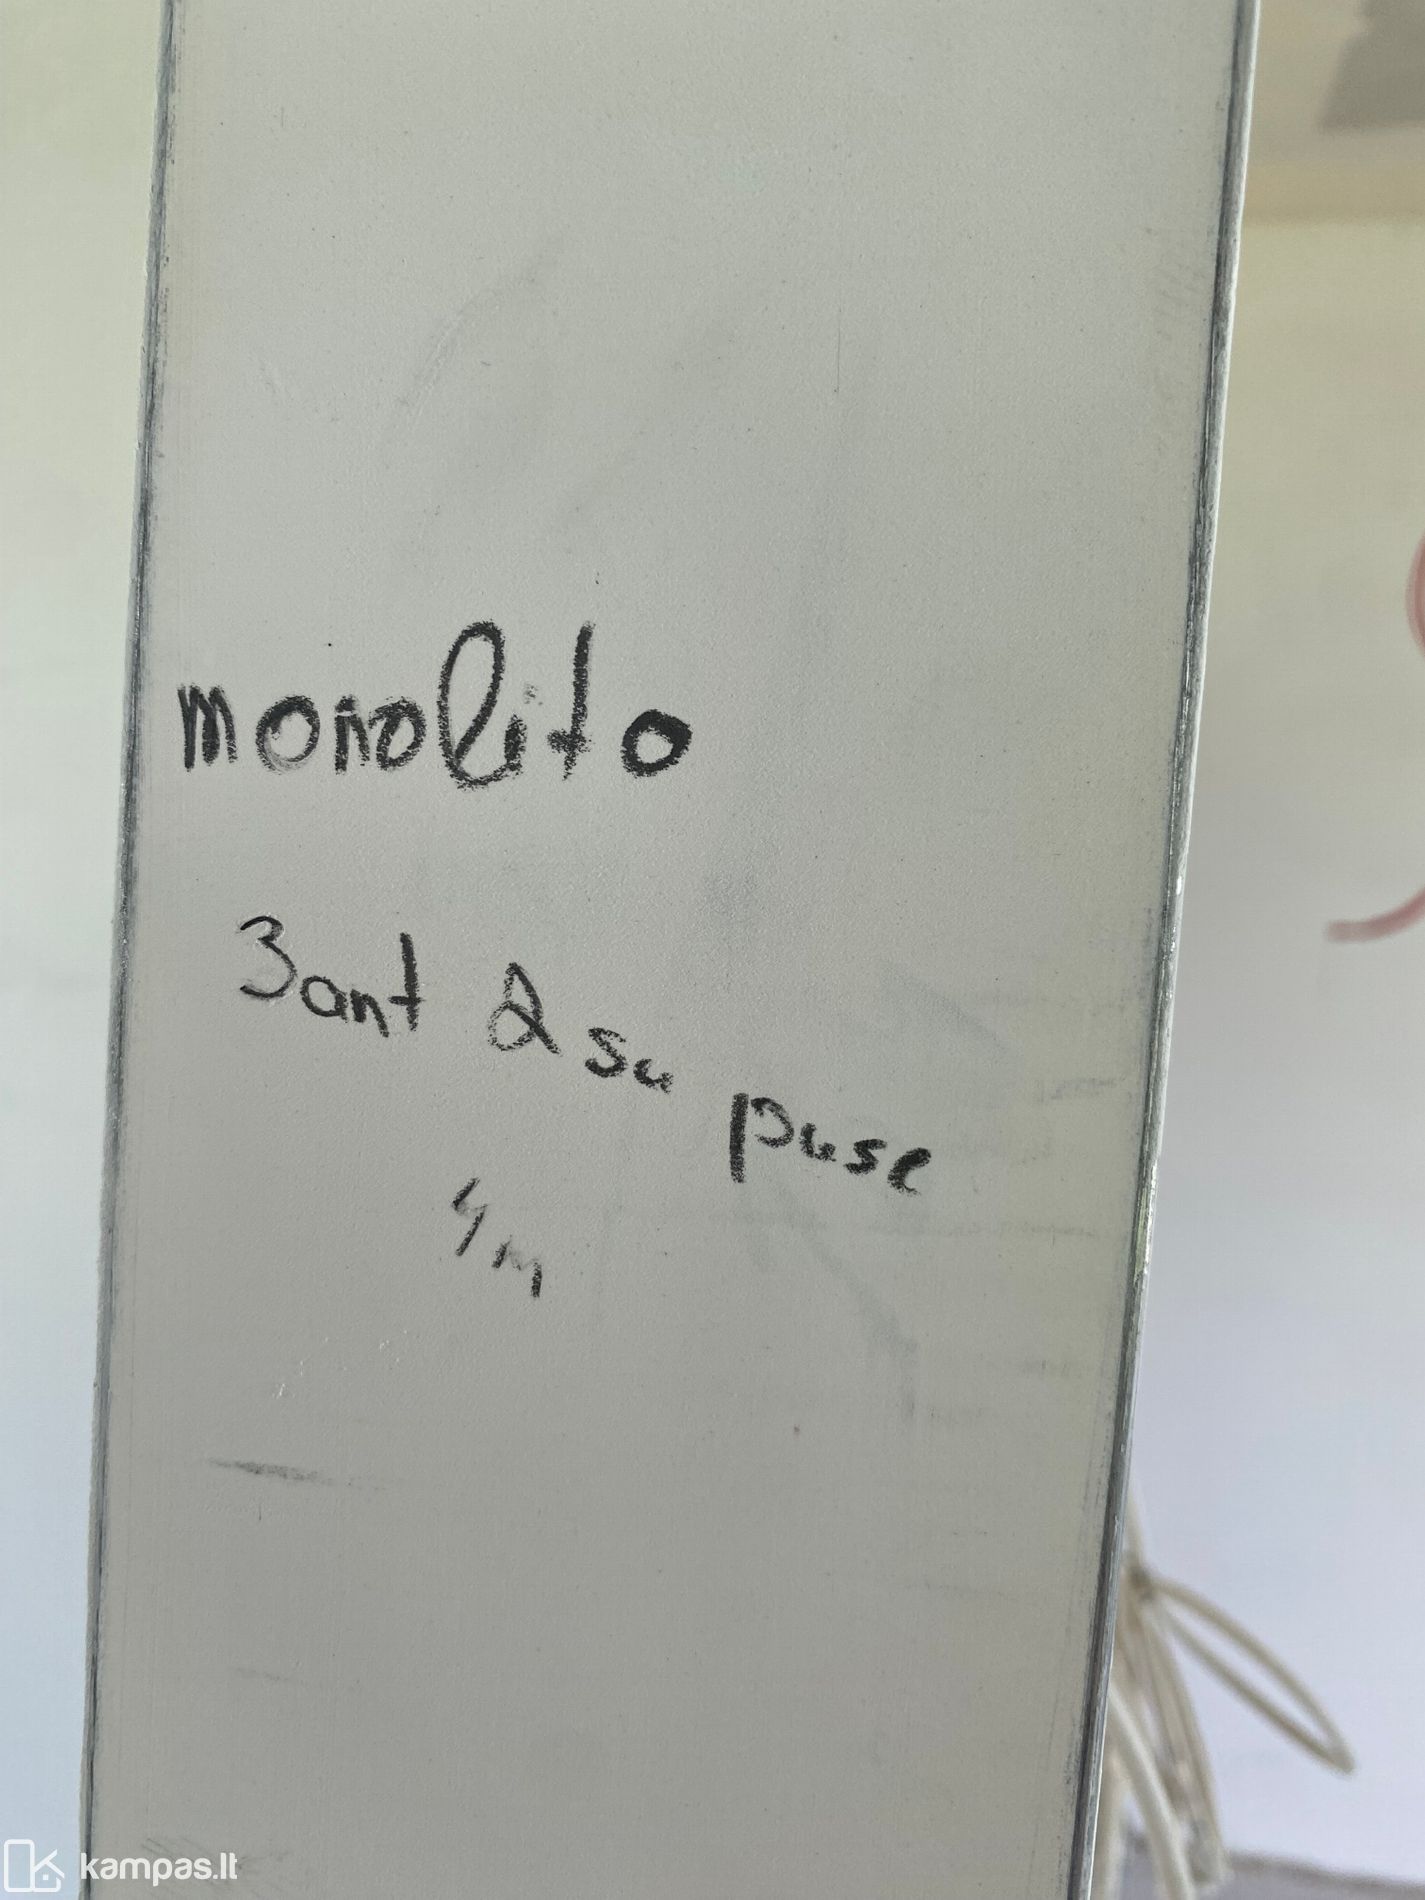 monolito
3ant 2su puse
4m
kampas.lt